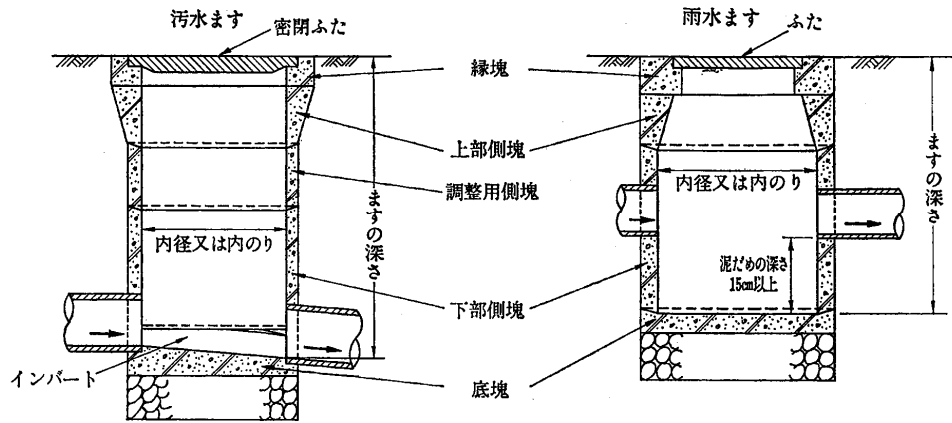 汚水ます
密閉ふた
雨水ます
ふた
縁塊
上部側塊
調整用側塊
内径又は内のり
ますの深さ
内径又は内のり
ますの深さ
泥だめの深さ
15cm以上
下部側塊
インバート
底塊